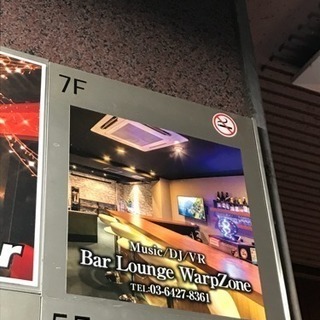 7F
Music/DJ/VR
Bar Lounge WarpZone
TEL:03-6427-8361